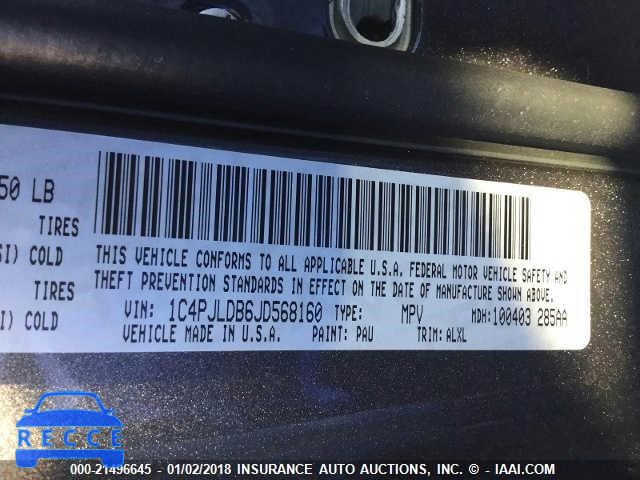 50 LB
TIRES
SI) COLD
TIRES
I) COLD
THIS VEHICLE CONFORMS TO ALL APPLICABLE U.S.A. FEDERAL MOTOR VEHICLE SAFETY AND
THEFT PREVENTION STANDARDS IN EFFECT ON THE DATE OF MANUFACTURE SHOWN ABOVE.
VIN: 1C4PJLDB6JD568160 TYPE: MPV MDH:100403 285AA
VEHICLE MADE IN U.S.A. PAINT: PAU TRIM: ALXL
RECCE
000-21496645 - 01/02/2018 INSURANCE AUTO AUCTIONS, INC. - © IAAI.COM